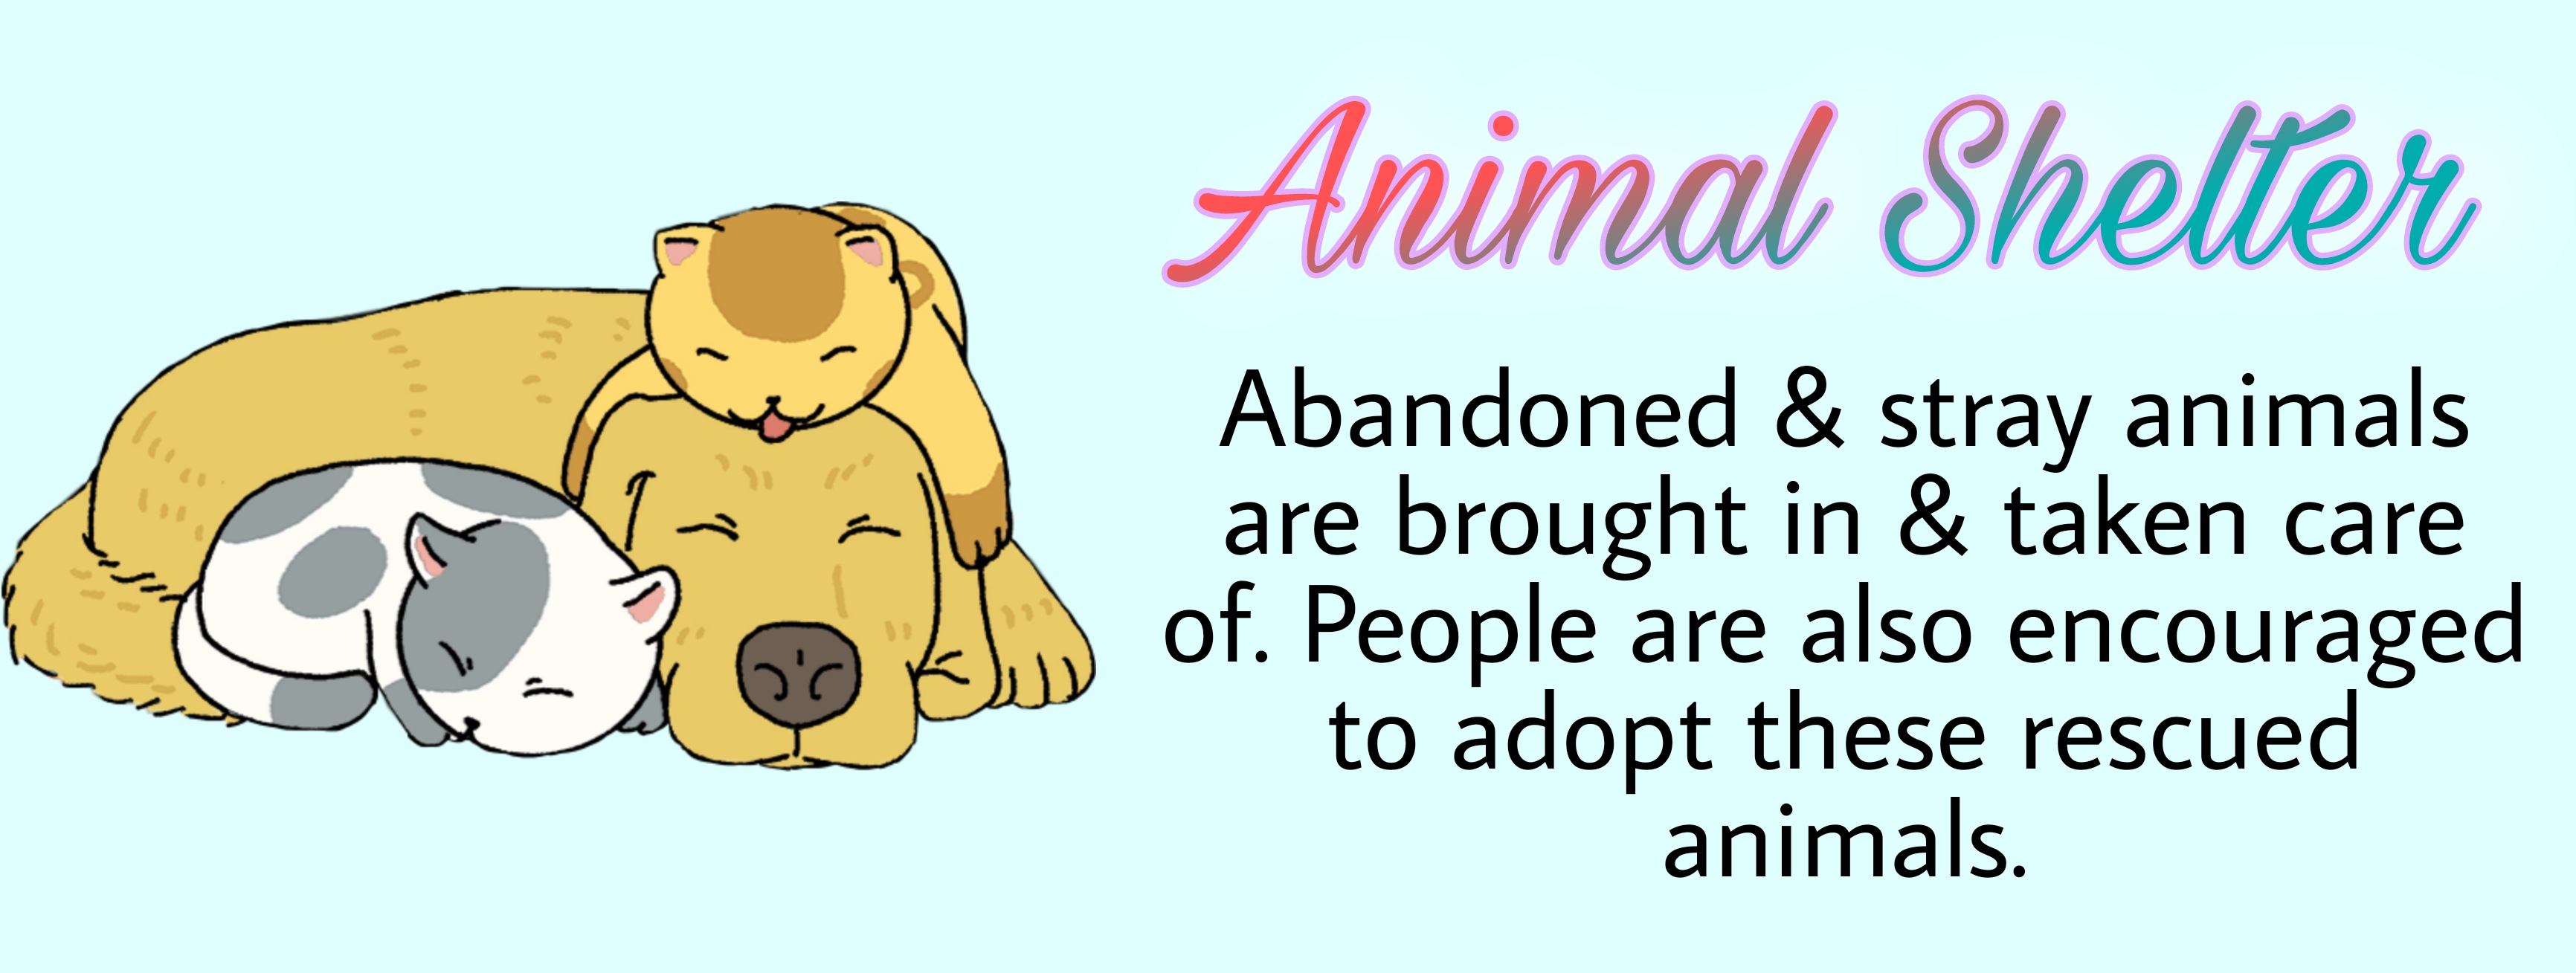 Animal Shelter
Abandoned & stray animals
are brought in & taken care
of. People are also encouraged
to adopt these rescued
animals.